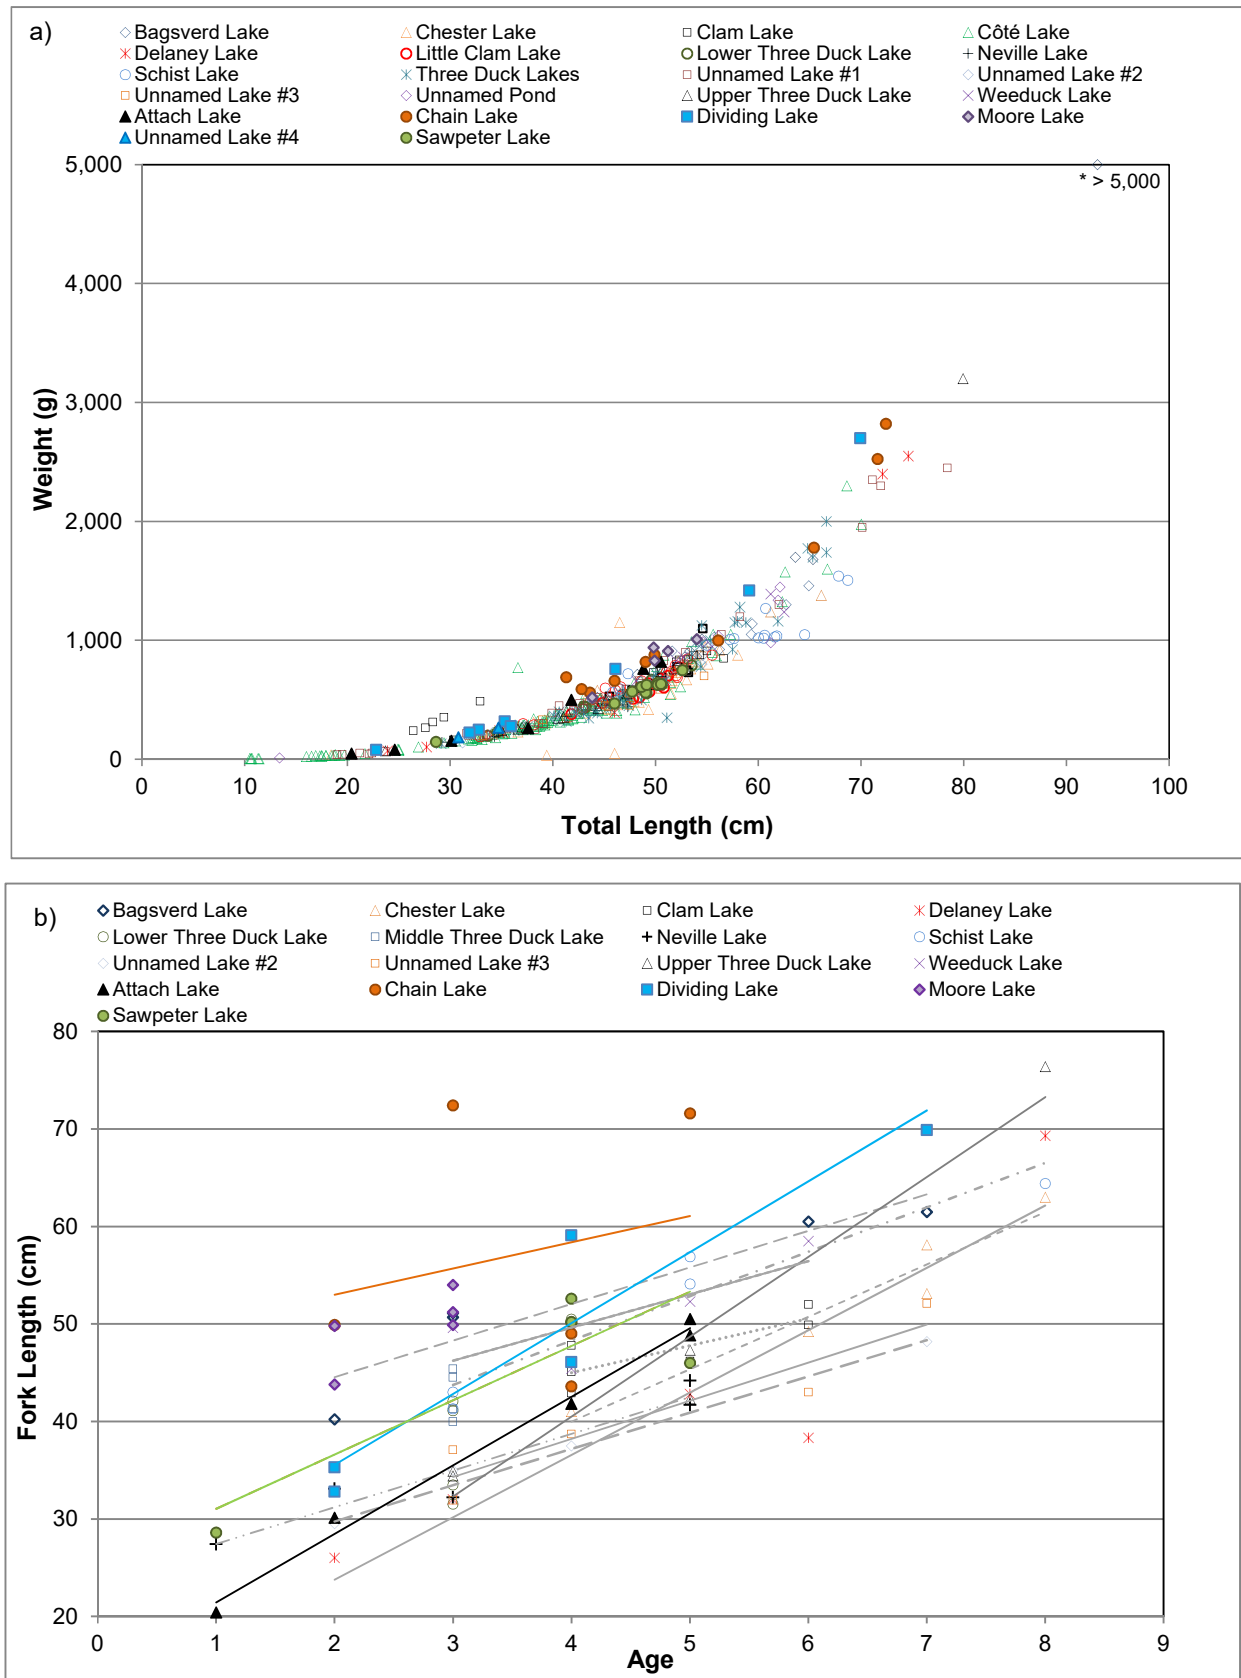 a)
Bagsverd Lake Chester Lake Clam Lake Côté Lake
Delaney Lake Little Clam Lake Lower Three Duck Lake Neville Lake
Schist Lake Three Duck Lakes Unnamed Lake #1 Unnamed Lake #2
Unnamed Lake #3 Unnamed Pond Upper Three Duck Lake Weeduck Lake
Attach Lake Chain Lake Dividing Lake Moore Lake
Unnamed Lake #4 Sawpeter Lake
5,000
* > 5,000
4,000
3,000
2,000
1,000
0
Weight (g)
0 10 20 30 40 50 60 70 80 90 100
Total Length (cm)
b)
Bagsverd Lake Chester Lake Clam Lake Delaney Lake
Lower Three Duck Lake Middle Three Duck Lake Neville Lake Schist Lake
Unnamed Lake #2 Unnamed Lake #3 Upper Three Duck Lake Weeduck Lake
Attach Lake Chain Lake Dividing Lake Moore Lake
Sawpeter Lake
80
70
60
50
40
30
20
Fork Length (cm)
0 1 2 3 4 5 6 7 8 9
Age